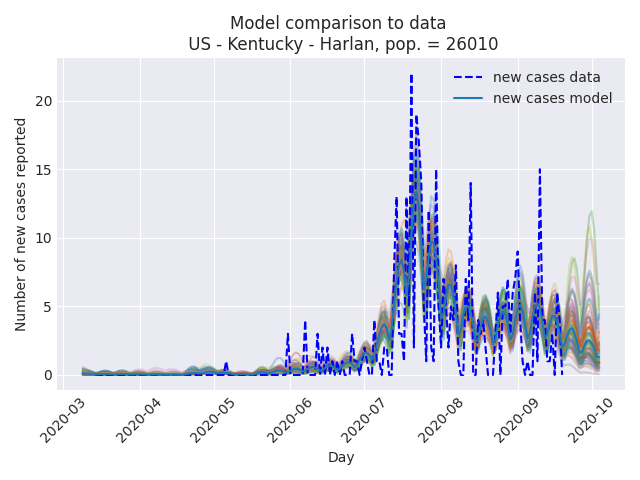 Model comparison to data
US - Kentucky - Harlan, pop. = 26010
new cases data
new cases model
Number of new cases reported
20
15
10
5
0
2020-03
2020-04
2020-05
2020-06
2020-07
2020-08
2020-09
2020-10
Day